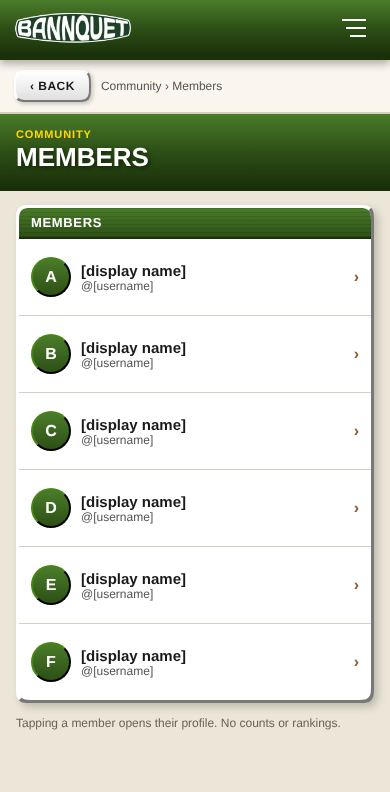 BANNQUET
‹ BACK
Community › Members
COMMUNITY
MEMBERS
MEMBERS
A
[display name]
@[username]
›
B
[display name]
@[username]
›
C
[display name]
@[username]
›
D
[display name]
@[username]
›
E
[display name]
@[username]
›
F
[display name]
@[username]
›
Tapping a member opens their profile. No counts or rankings.